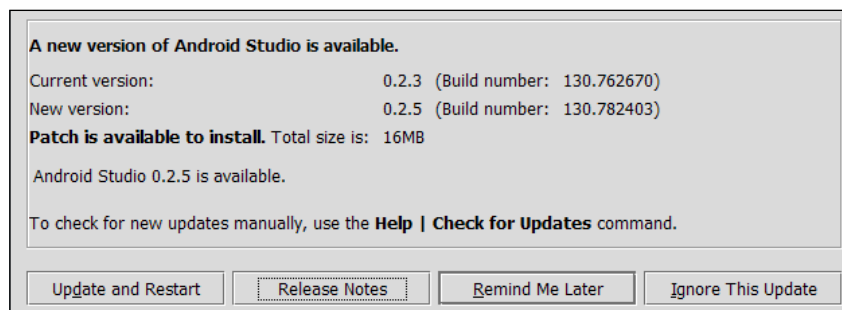 A new version of Android Studio is available.
Current version: 0.2.3 (Build number: 130.762670)
New version: 0.2.5 (Build number: 130.782403)
Patch is available to install. Total size is: 16MB
Android Studio 0.2.5 is available.
To check for new updates manually, use the Help | Check for Updates command.
Update and Restart Release Notes Remind Me Later Ignore This Update